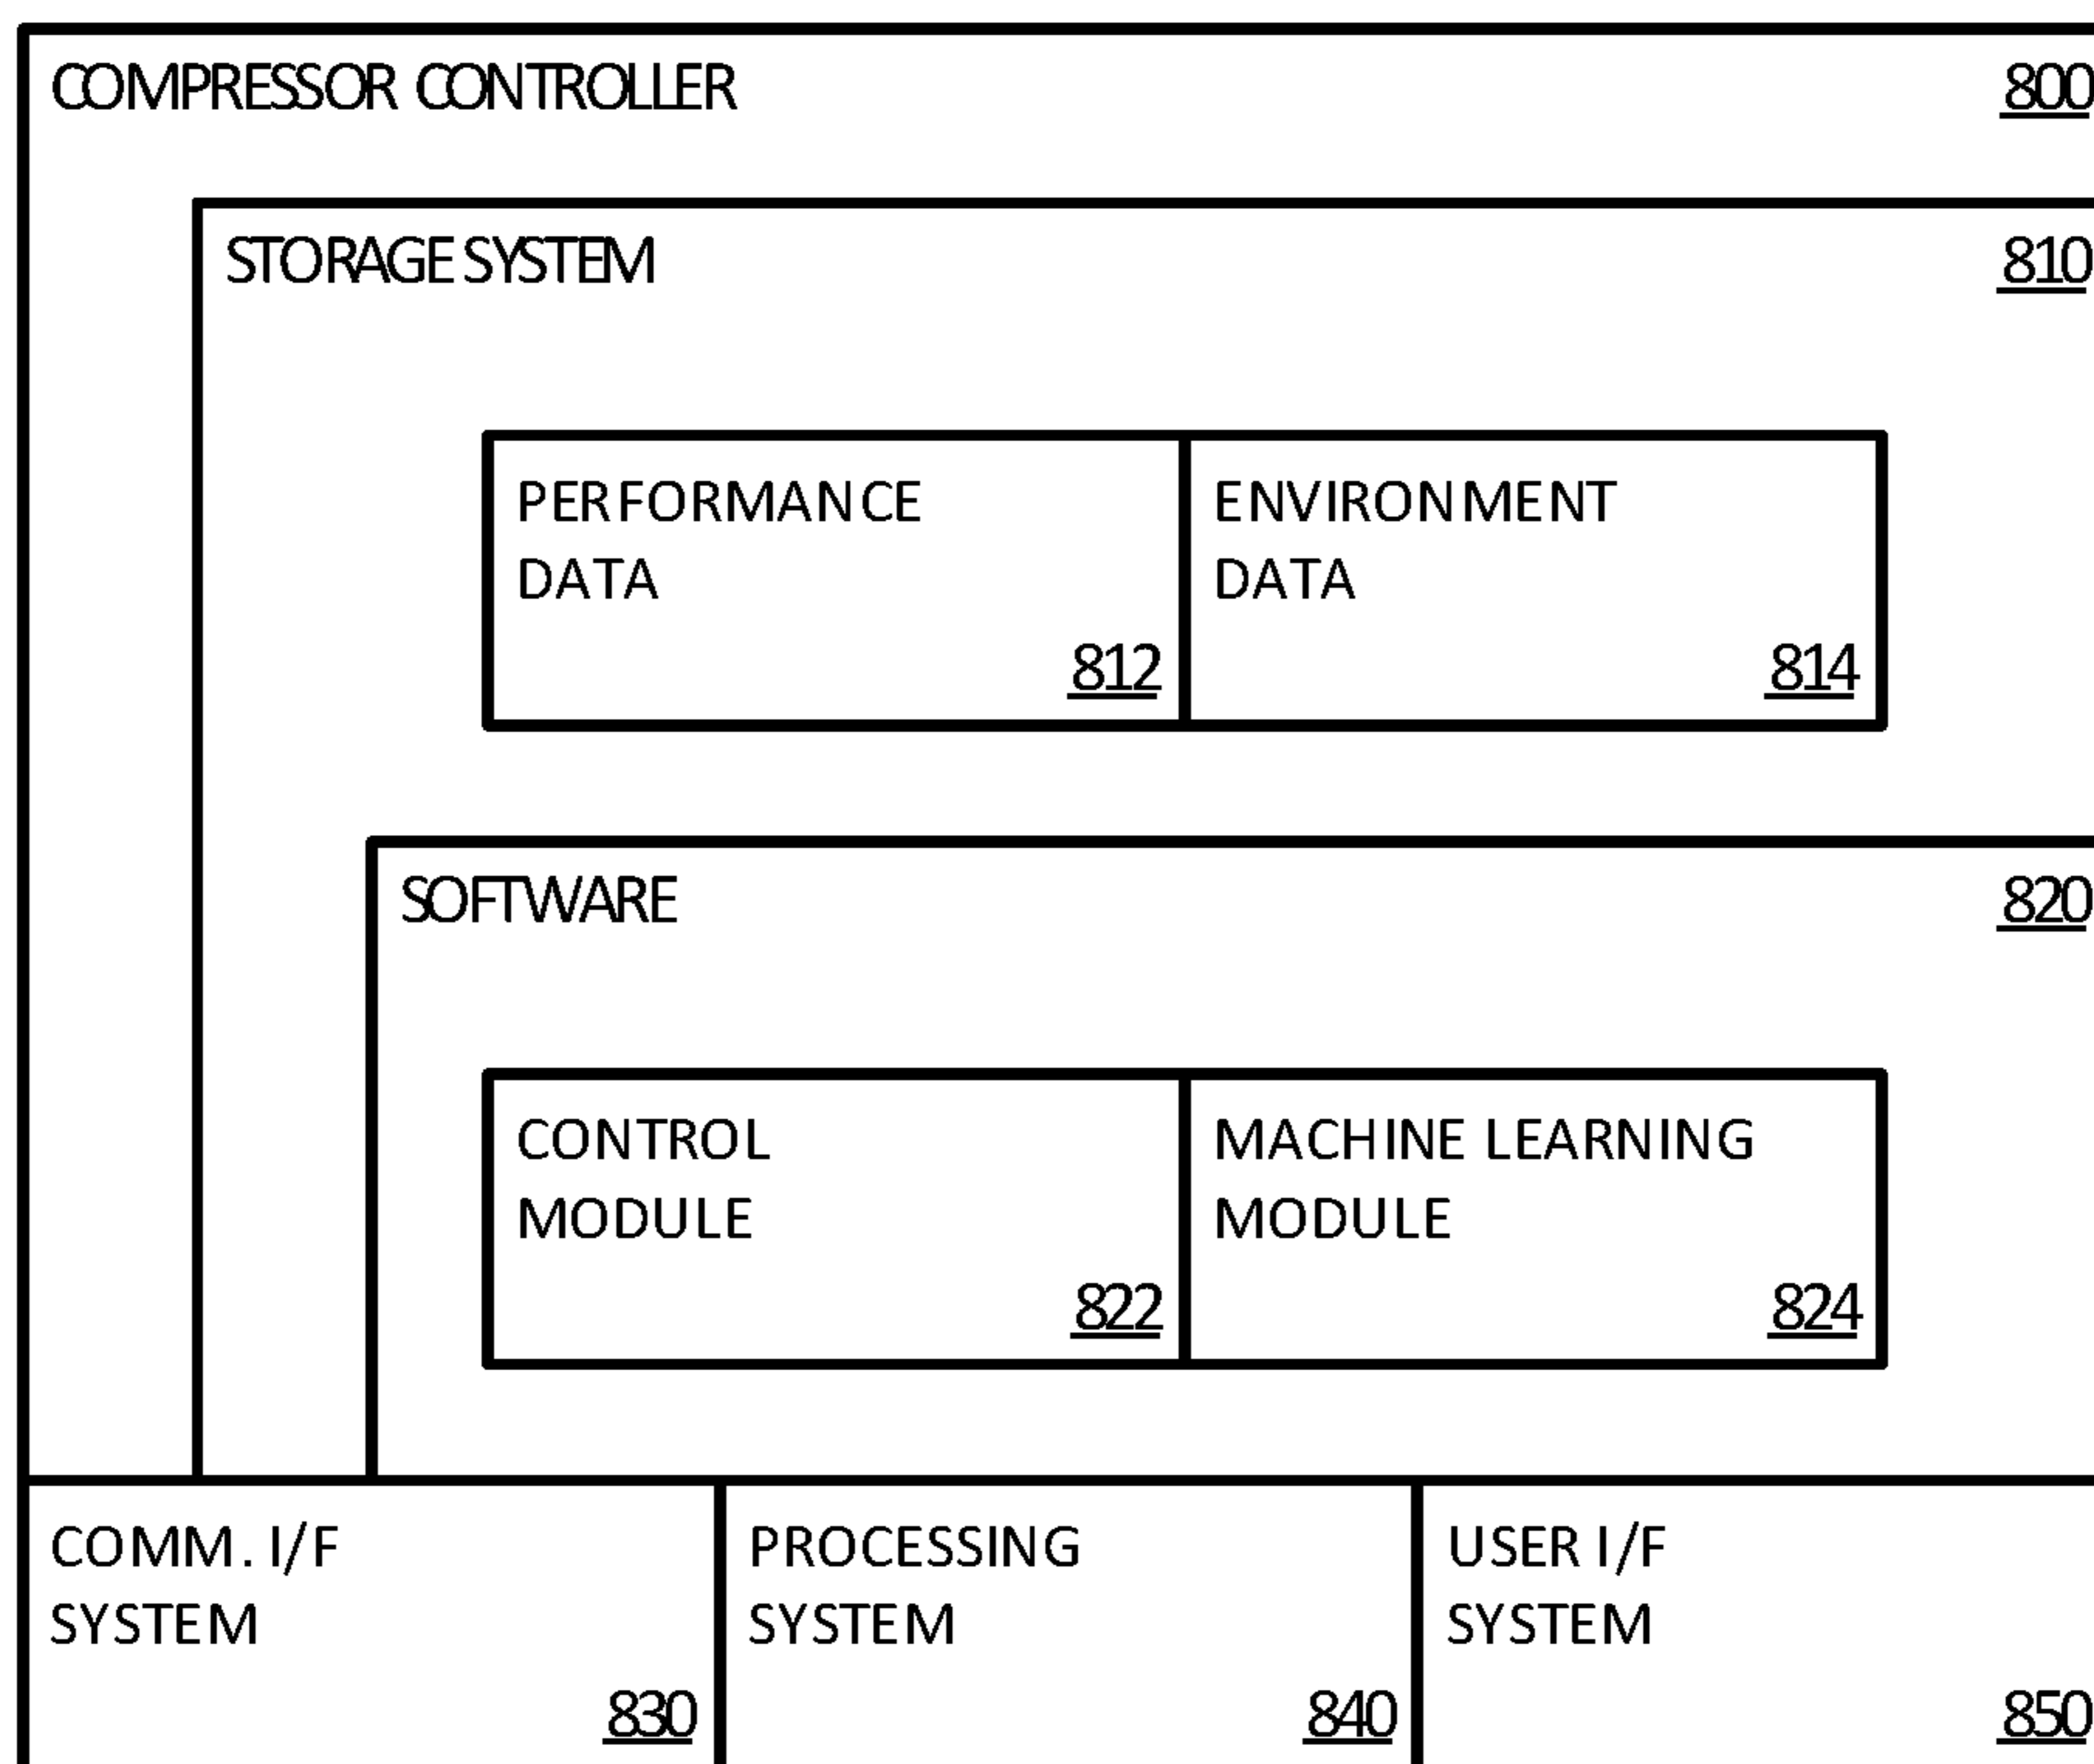 COMPRESSOR CONTROLLER 800
STORAGE SYSTEM 810
PERFORMANCE
DATA
812
ENVIRONMENT
DATA
814
SOFTWARE 820
CONTROL
MODULE
822
MACHINE LEARNING
MODULE
824
COMM. I/F
SYSTEM
830
PROCESSING
SYSTEM
840
USER I/F
SYSTEM
850